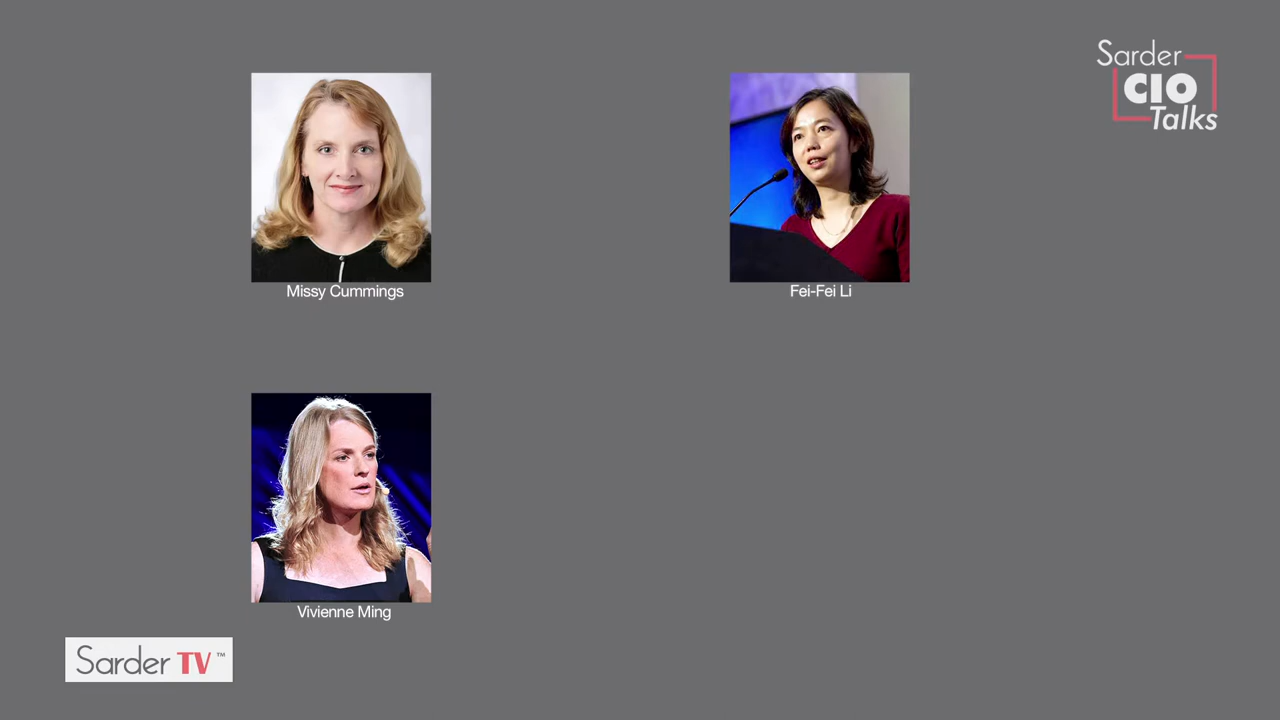 Sarder
CIO
Talks
Missy Cummings
Fei-Fei Li
Vivienne Ming
Sarder TV™